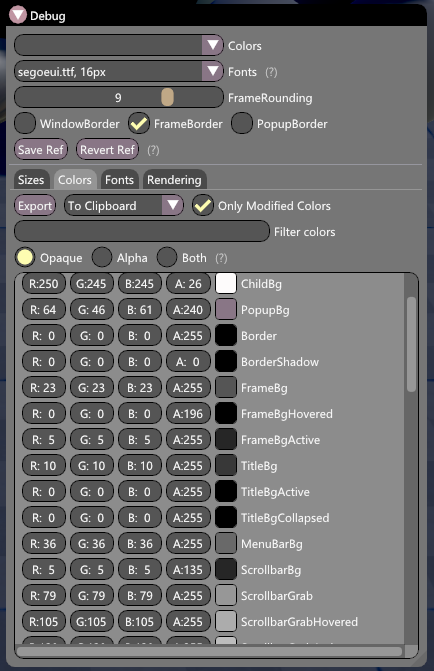 Debug
Colors
segoeui.ttf, 16px Fonts (?)
9 FrameRounding
WindowBorder FrameBorder PopupBorder
Save Ref Revert Ref (?)
Sizes Colors Fonts Rendering
Export To Clipboard Only Modified Colors
Filter colors
Opaque Alpha Both (?)
R:250 G:245 B:245 A: 26 ChildBg
R: 64 G: 46 B: 61 A:240 PopupBg
R: 0 G: 0 B: 0 A:255 Border
R: 0 G: 0 B: 0 A: 0 BorderShadow
R: 23 G: 23 B: 23 A:255 FrameBg
R: 0 G: 0 B: 0 A:196 FrameBgHovered
R: 5 G: 5 B: 5 A:255 FrameBgActive
R: 10 G: 10 B: 10 A:255 TitleBg
R: 0 G: 0 B: 0 A:255 TitleBgActive
R: 0 G: 0 B: 0 A:255 TitleBgCollapsed
R: 36 G: 36 B: 36 A:255 MenuBarBg
R: 5 G: 5 B: 5 A:135 ScrollbarBg
R: 79 G: 79 B: 79 A:255 ScrollbarGrab
R:105 G:105 B:105 A:255 ScrollbarGrabHovered